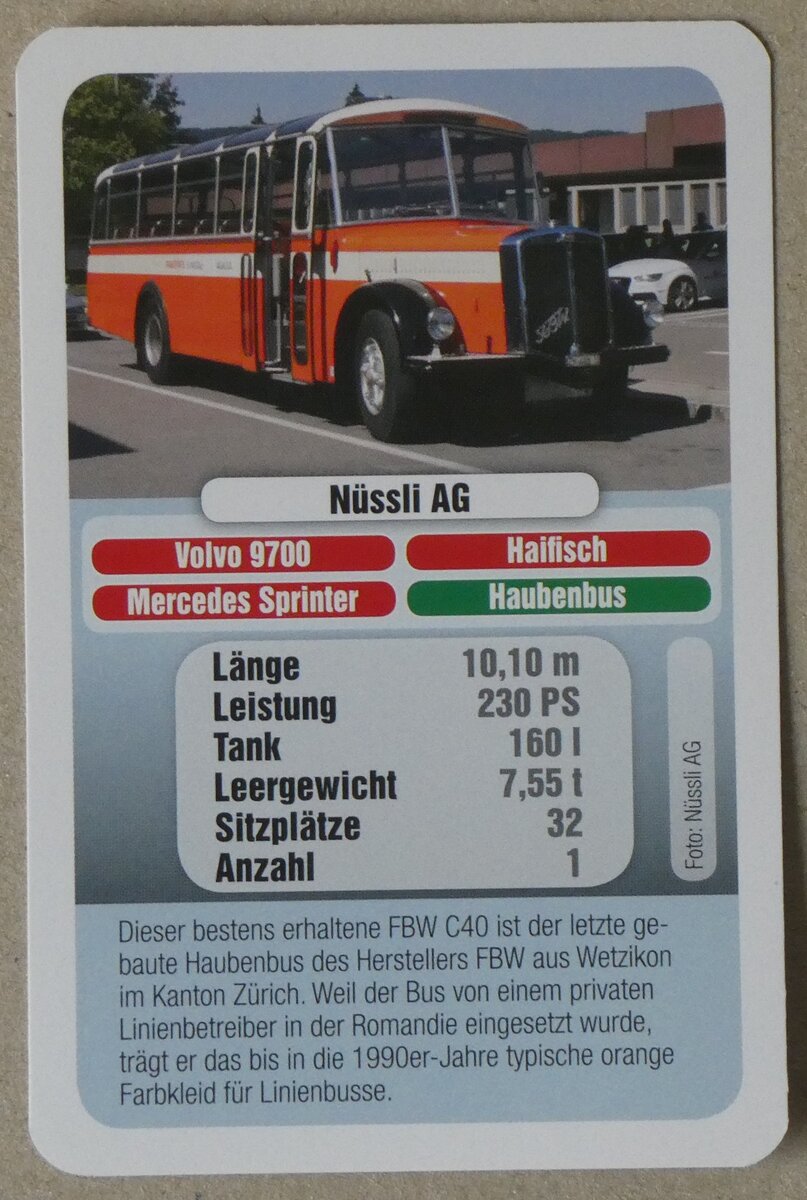 Nüssli AG
Volvo 9700 Haifisch
Mercedes Sprinter Haubenbus
Länge 10,10 m
Leistung 230 PS
Tank 160 l
Leergewicht 7,55 t
Sitzplätze 32
Anzahl 1
Foto: Nüssli AG
Dieser bestens erhaltene FBW C40 ist der letzte ge-
baute Haubenbus des Herstellers FBW aus Wetzikon
im Kanton Zürich. Weil der Bus von einem privaten
Linienbetreiber in der Romandie eingesetzt wurde,
trägt er das bis in die 1990er-Jahre typische orange
Farbkleid für Linienbusse.